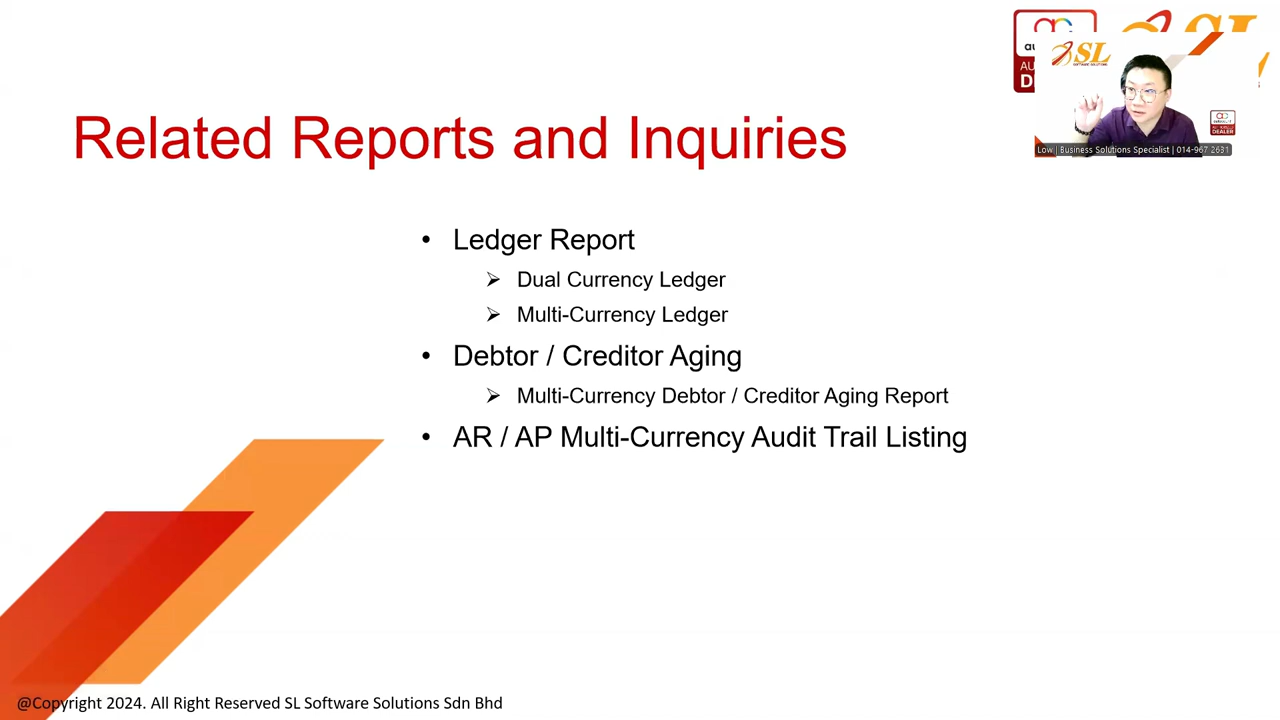 SL
SOFTWARE SOLUTIONS
DEALER
Low | Business Solutions Specialist | 014-967 2631
Related Reports and Inquiries
• Ledger Report
➢ Dual Currency Ledger
➢ Multi-Currency Ledger
• Debtor / Creditor Aging
➢ Multi-Currency Debtor / Creditor Aging Report
• AR / AP Multi-Currency Audit Trail Listing
@Copyright 2024. All Right Reserved SL Software Solutions Sdn Bhd